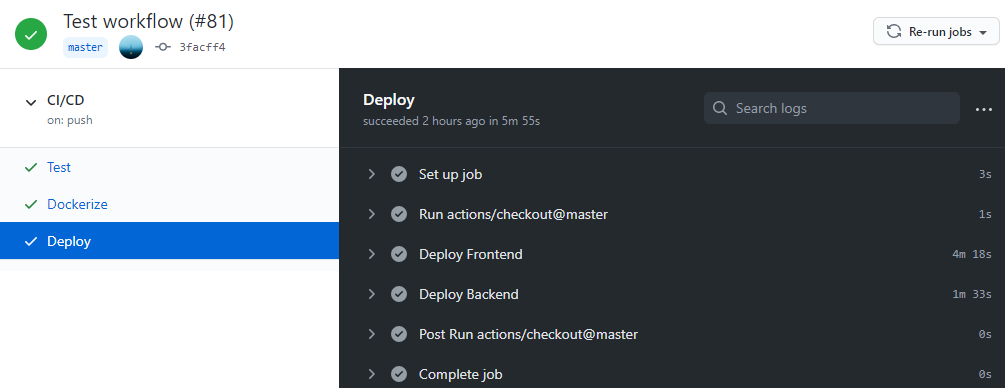 Test workflow (#81)
master 3facff4
Re-run jobs
CI/CD
on: push
Test
Dockerize
Deploy
Deploy
succeeded 2 hours ago in 5m 55s
Search logs
Set up job 3s
Run actions/checkout@master 1s
Deploy Frontend 4m 18s
Deploy Backend 1m 33s
Post Run actions/checkout@master 0s
Complete job 0s